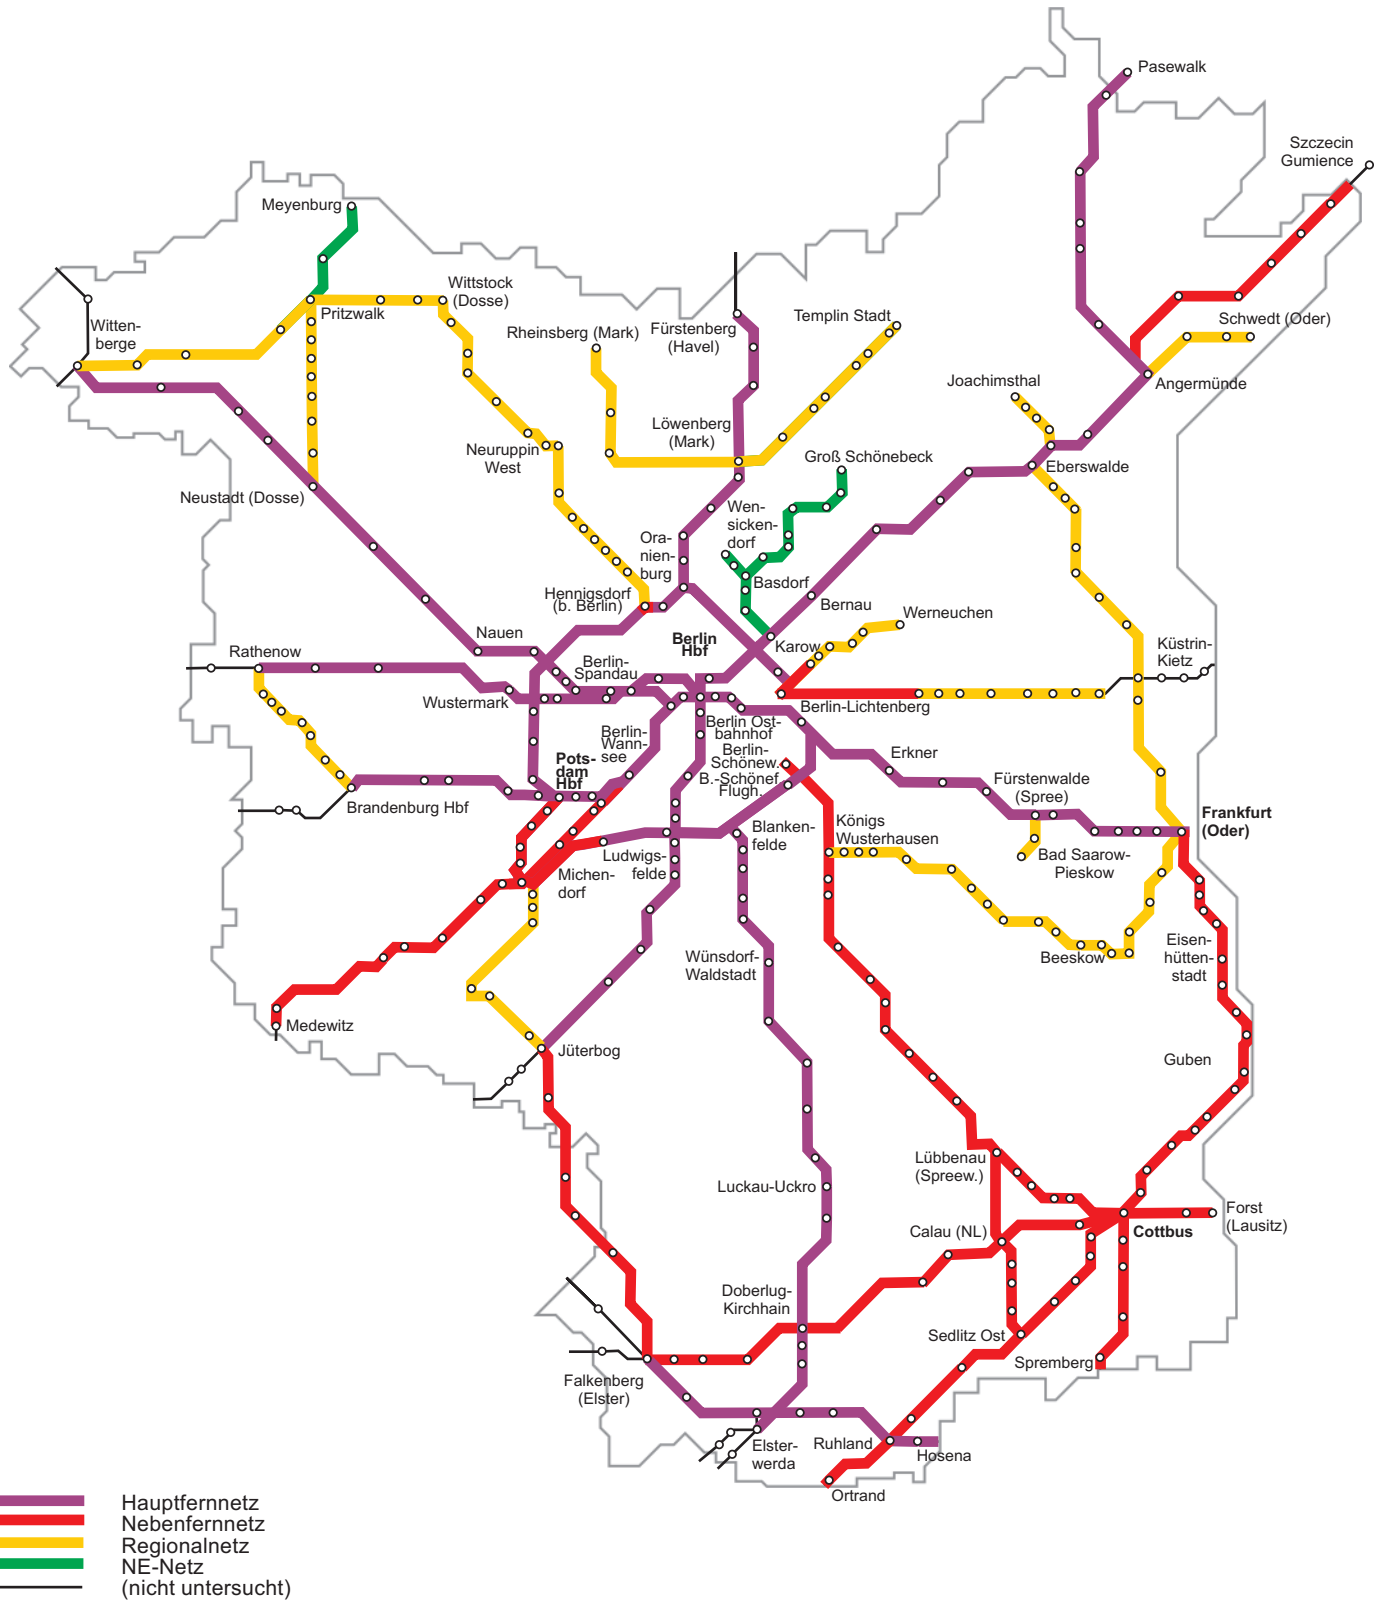 Pasewalk
Szczecin
Gumience
Meyenburg
Wittstock
(Dosse)
Pritzwalk
Witten-
berge
Rheinsberg (Mark)
Fürstenberg
(Havel)
Templin Stadt
Schwedt (Oder)
Angermünde
Joachimsthal
Löwenberg
(Mark)
Neuruppin
West
Groß Schönebeck
Eberswalde
Neustadt (Dosse)
Wen-
sicken-
dorf
Ora-
nien-
burg
Basdorf
Hennigsdorf
(b. Berlin)
Bernau
Werneuchen
Nauen
Berlin
Hbf
Karow
Küstrin-
Kietz
Rathenow
Berlin-
Spandau
Wustermark
Berlin-Lichtenberg
Berlin Ost-
bahnhof
Berlin-
Wann-
see
Berlin-
Schönew.
B.-Schönef
Flugh.
Erkner
Pots-
dam
Hbf
Fürstenwalde
(Spree)
Brandenburg Hbf
Frankfurt
(Oder)
Königs
Wusterhausen
Blanken-
felde
Bad Saarow-
Pieskow
Ludwigs-
felde
Michen-
dorf
Eisen-
hütten-
stadt
Beeskow
Wünsdorf-
Waldstadt
Medewitz
Jüterbog
Guben
Lübbenau
(Spreew.)
Luckau-Uckro
Forst
(Lausitz)
Calau (NL)
Cottbus
Doberlug-
Kirchhain
Sedlitz Ost
Spremberg
Falkenberg
(Elster)
Elster-
werda
Ruhland
Hosena
Ortrand
Hauptfernnetz
Nebenfernnetz
Regionalnetz
NE-Netz
(nicht untersucht)